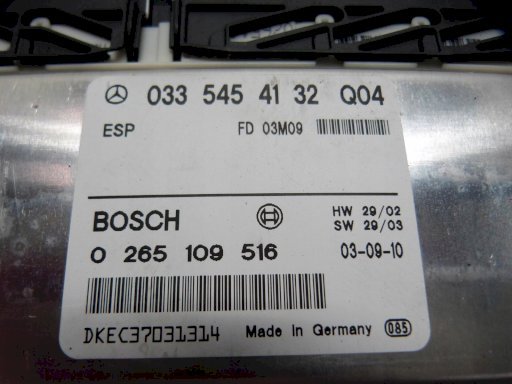 033 545 41 32 Q04
ESP FD 03M09
BOSCH HW 29/02
SW 29/03
0 265 109 516 03-09-10
DKEC37031314 Made In Germany 085